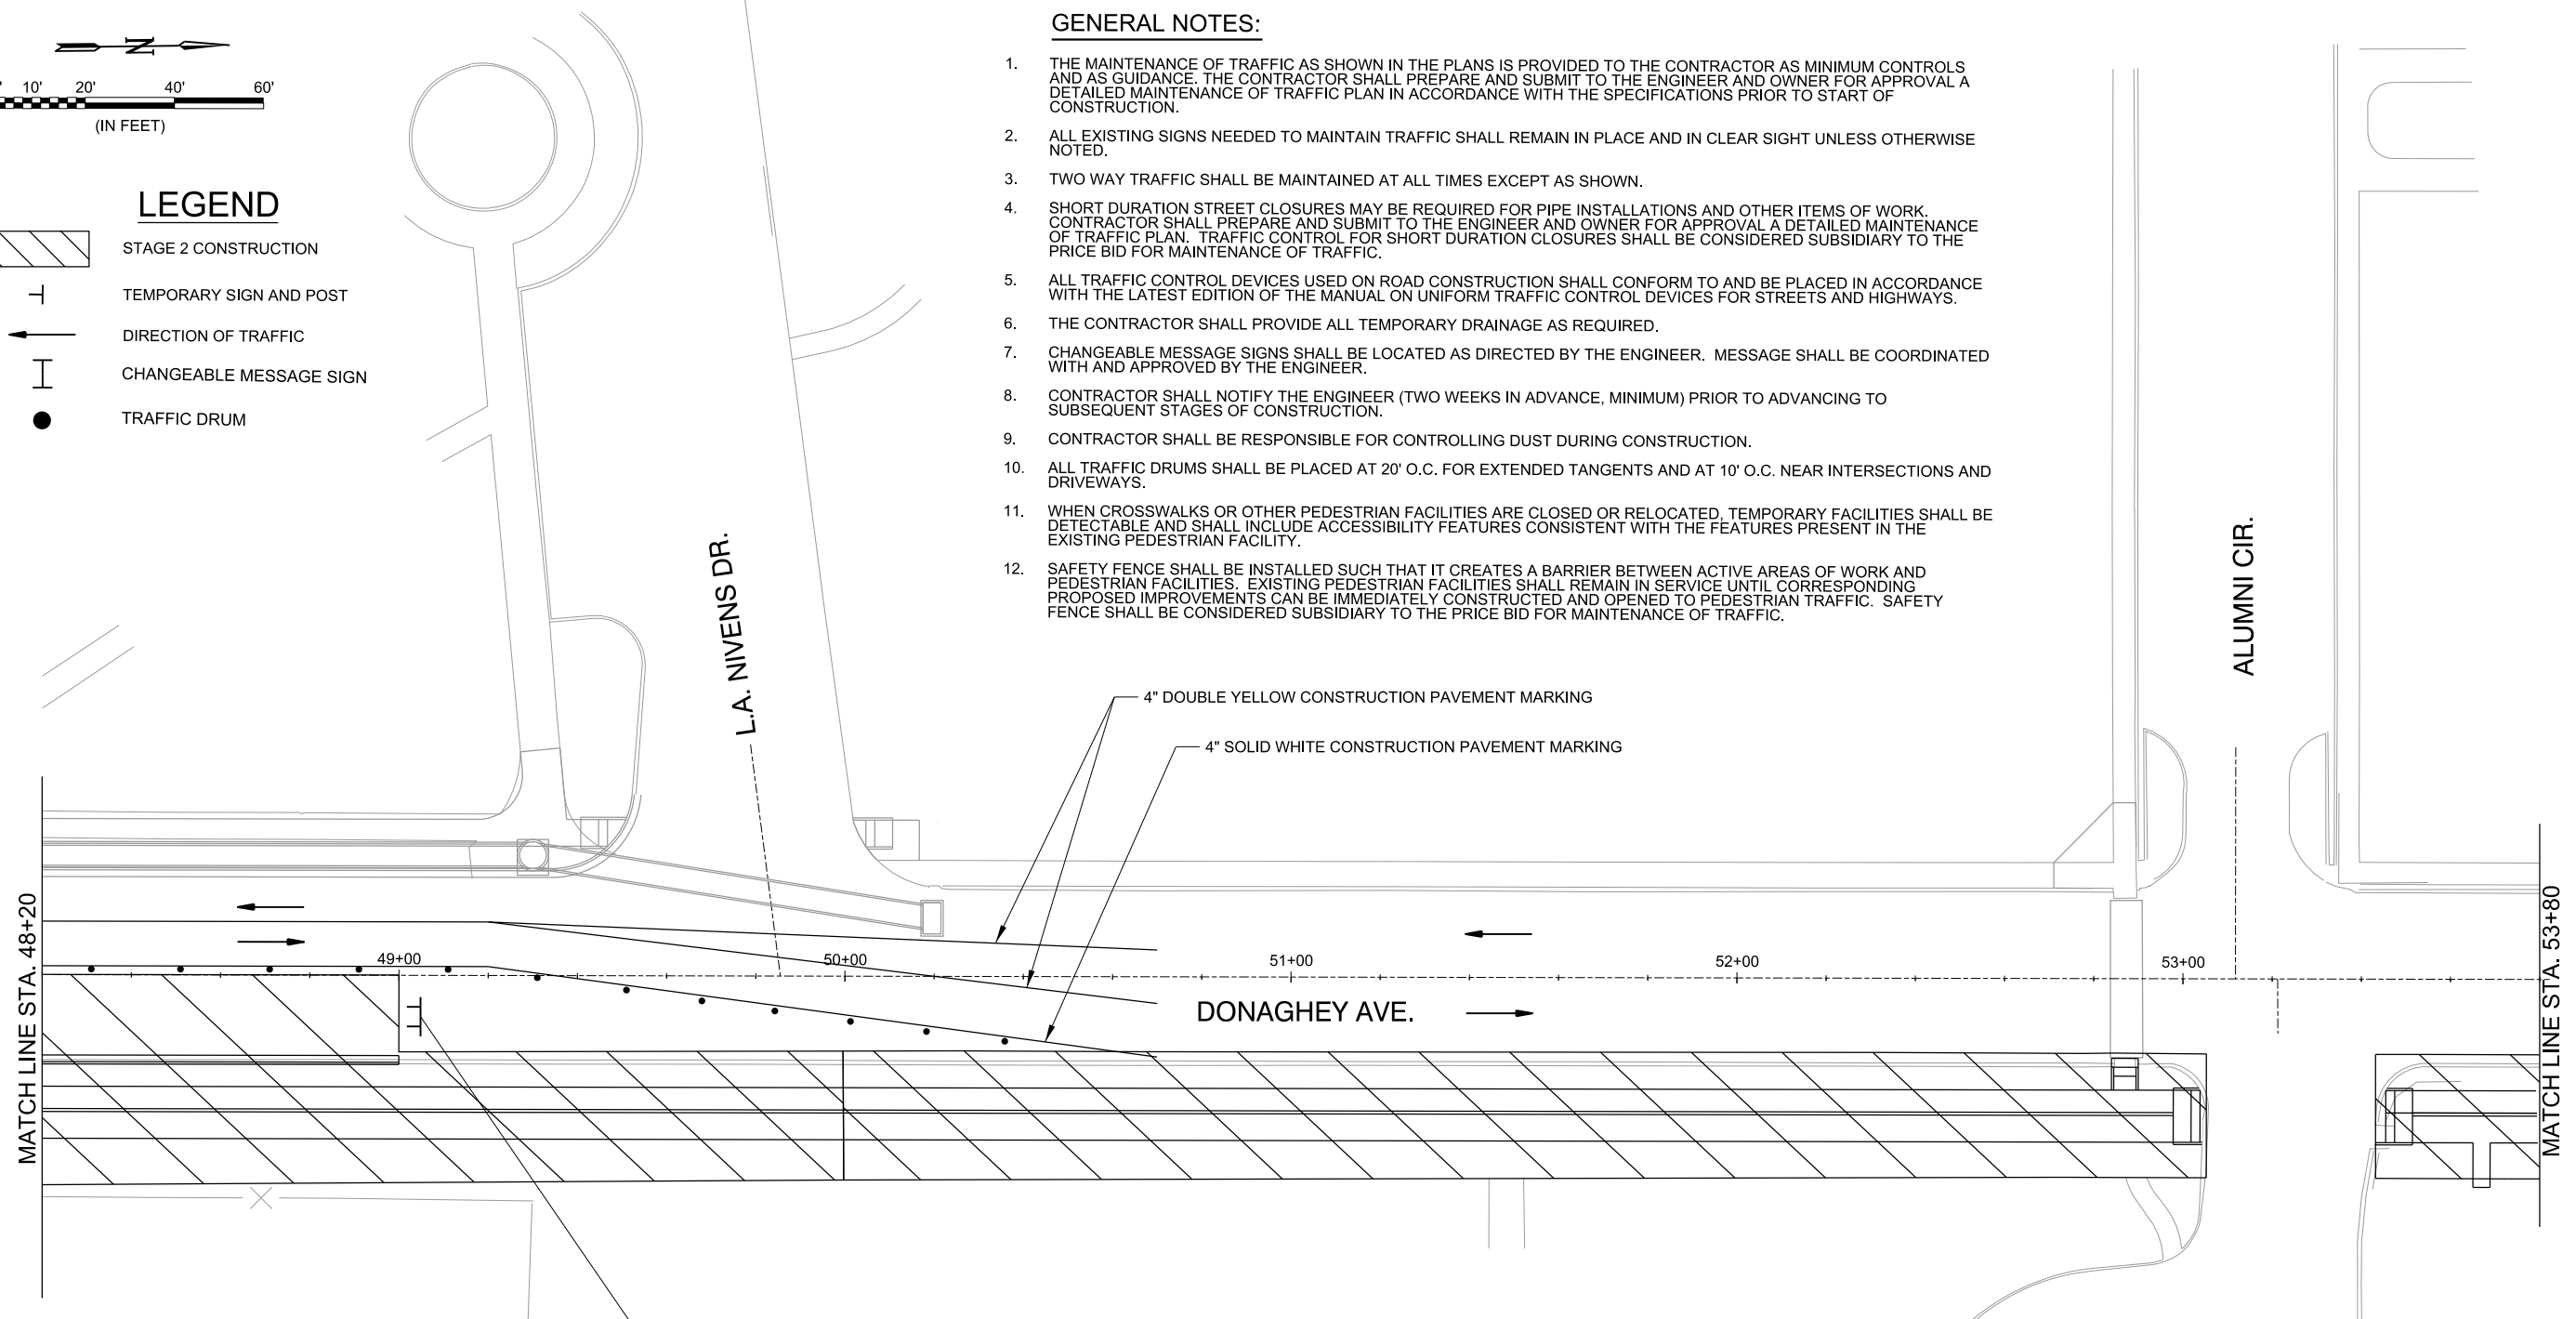 GENERAL NOTES:
1. THE MAINTENANCE OF TRAFFIC AS SHOWN IN THE PLANS IS PROVIDED TO THE CONTRACTOR AS MINIMUM CONTROLS
AND AS GUIDANCE. THE CONTRACTOR SHALL PREPARE AND SUBMIT TO THE ENGINEER AND OWNER FOR APPROVAL A
DETAILED MAINTENANCE OF TRAFFIC PLAN IN ACCORDANCE WITH THE SPECIFICATIONS PRIOR TO START OF
CONSTRUCTION.
2. ALL EXISTING SIGNS NEEDED TO MAINTAIN TRAFFIC SHALL REMAIN IN PLACE AND IN CLEAR SIGHT UNLESS OTHERWISE
NOTED.
3. TWO WAY TRAFFIC SHALL BE MAINTAINED AT ALL TIMES EXCEPT AS SHOWN.
4. SHORT DURATION STREET CLOSURES MAY BE REQUIRED FOR PIPE INSTALLATIONS AND OTHER ITEMS OF WORK.
CONTRACTOR SHALL PREPARE AND SUBMIT TO THE ENGINEER AND OWNER FOR APPROVAL A DETAILED MAINTENANCE
OF TRAFFIC PLAN. TRAFFIC CONTROL FOR SHORT DURATION CLOSURES SHALL BE CONSIDERED SUBSIDIARY TO THE
PRICE BID FOR MAINTENANCE OF TRAFFIC.
5. ALL TRAFFIC CONTROL DEVICES USED ON ROAD CONSTRUCTION SHALL CONFORM TO AND BE PLACED IN ACCORDANCE
WITH THE LATEST EDITION OF THE MANUAL ON UNIFORM TRAFFIC CONTROL DEVICES FOR STREETS AND HIGHWAYS.
6. THE CONTRACTOR SHALL PROVIDE ALL TEMPORARY DRAINAGE AS REQUIRED.
7. CHANGEABLE MESSAGE SIGNS SHALL BE LOCATED AS DIRECTED BY THE ENGINEER. MESSAGE SHALL BE COORDINATED
WITH AND APPROVED BY THE ENGINEER.
8. CONTRACTOR SHALL NOTIFY THE ENGINEER (TWO WEEKS IN ADVANCE, MINIMUM) PRIOR TO ADVANCING TO
SUBSEQUENT STAGES OF CONSTRUCTION.
9. CONTRACTOR SHALL BE RESPONSIBLE FOR CONTROLLING DUST DURING CONSTRUCTION.
10. ALL TRAFFIC DRUMS SHALL BE PLACED AT 20' O.C. FOR EXTENDED TANGENTS AND AT 10' O.C. NEAR INTERSECTIONS AND
DRIVEWAYS.
11. WHEN CROSSWALKS OR OTHER PEDESTRIAN FACILITIES ARE CLOSED OR RELOCATED, TEMPORARY FACILITIES SHALL BE
DETECTABLE AND SHALL INCLUDE ACCESSIBILITY FEATURES CONSISTENT WITH THE FEATURES PRESENT IN THE
EXISTING PEDESTRIAN FACILITY.
12. SAFETY FENCE SHALL BE INSTALLED SUCH THAT IT CREATES A BARRIER BETWEEN ACTIVE AREAS OF WORK AND
PEDESTRIAN FACILITIES. EXISTING PEDESTRIAN FACILITIES SHALL REMAIN IN SERVICE UNTIL CORRESPONDING
PROPOSED IMPROVEMENTS CAN BE IMMEDIATELY CONSTRUCTED AND OPENED TO PEDESTRIAN TRAFFIC. SAFETY
FENCE SHALL BE CONSIDERED SUBSIDIARY TO THE PRICE BID FOR MAINTENANCE OF TRAFFIC.
N
10' 20' 40' 60'
(IN FEET)
LEGEND
STAGE 2 CONSTRUCTION
TEMPORARY SIGN AND POST
DIRECTION OF TRAFFIC
CHANGEABLE MESSAGE SIGN
TRAFFIC DRUM
L.A. NIVENS DR.
ALUMNI CIR.
4" DOUBLE YELLOW CONSTRUCTION PAVEMENT MARKING
4" SOLID WHITE CONSTRUCTION PAVEMENT MARKING
MATCH LINE STA. 48+20
49+00 50+00 51+00 52+00 53+00
DONAGHEY AVE.
MATCH LINE STA. 53+80